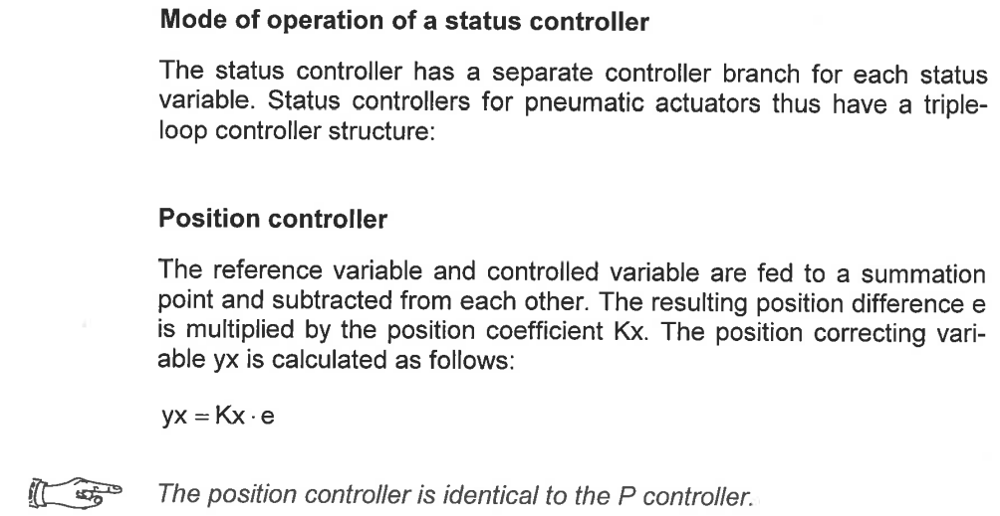 Mode of operation of a status controller
The status controller has a separate controller branch for each status
variable. Status controllers for pneumatic actuators thus have a triple-
loop controller structure:
Position controller
The reference variable and controlled variable are fed to a summation
point and subtracted from each other. The resulting position difference e
is multiplied by the position coefficient Kx. The position correcting vari-
able yx is calculated as follows:
yx = Kx · e
The position controller is identical to the P controller.